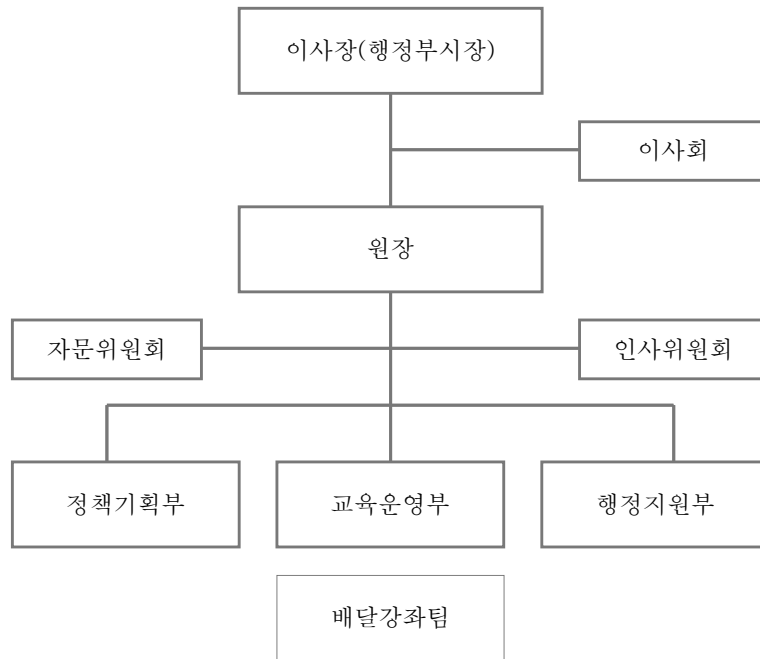 이사장(행정부시장)
이사회
원장
자문위원회
인사위원회
정책기획부
교육운영부
행정지원부
배달강좌팀